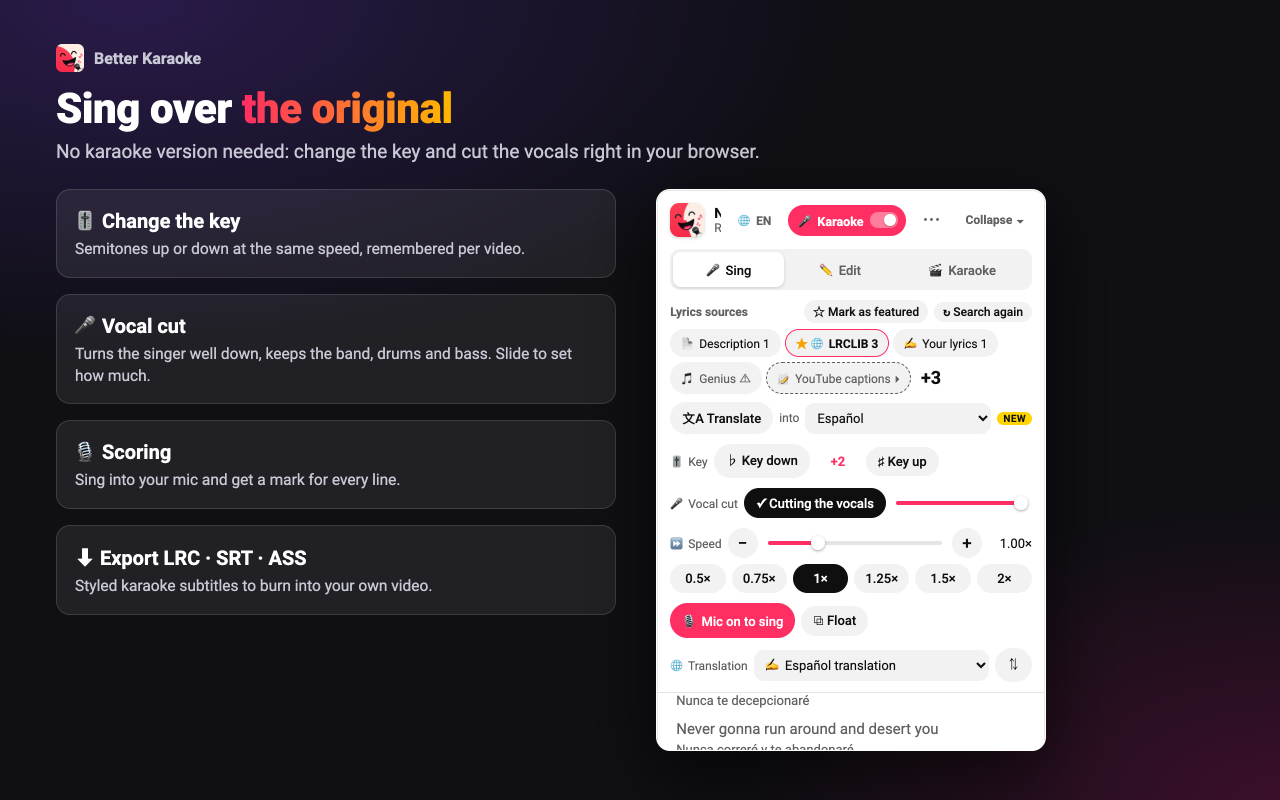 Better Karaoke
Sing over the original
No karaoke version needed: change the key and cut the vocals right in your browser.
🎚️ Change the key
Semitones up or down at the same speed, remembered per video.
🎤 Vocal cut
Turns the singer well down, keeps the band, drums and bass. Slide to set
how much.
🎙️ Scoring
Sing into your mic and get a mark for every line.
⬇ Export LRC · SRT · ASS
Styled karaoke subtitles to burn into your own video.
🌐 EN 🎤 Karaoke ··· Collapse
🎤 Sing ✏️ Edit 🎬 Karaoke
Lyrics sources ☆ Mark as featured ↻ Search again
Description 1 ⭐ 🌐 LRCLIB 3 ✍️ Your lyrics 1
🎵 Genius ⚠ 📝 YouTube captions › +3
文A Translate into Español NEW
🎚️ Key ♭ Key down +2 ♯ Key up
🎤 Vocal cut ✓ Cutting the vocals
⏩ Speed − + 1.00×
0.5× 0.75× 1× 1.25× 1.5× 2×
🎙️ Mic on to sing ⧉ Float
🌐 Translation ✍️ Español translation ⇅
Nunca te decepcionaré
Never gonna run around and desert you
Nunca correré y te abandonaré